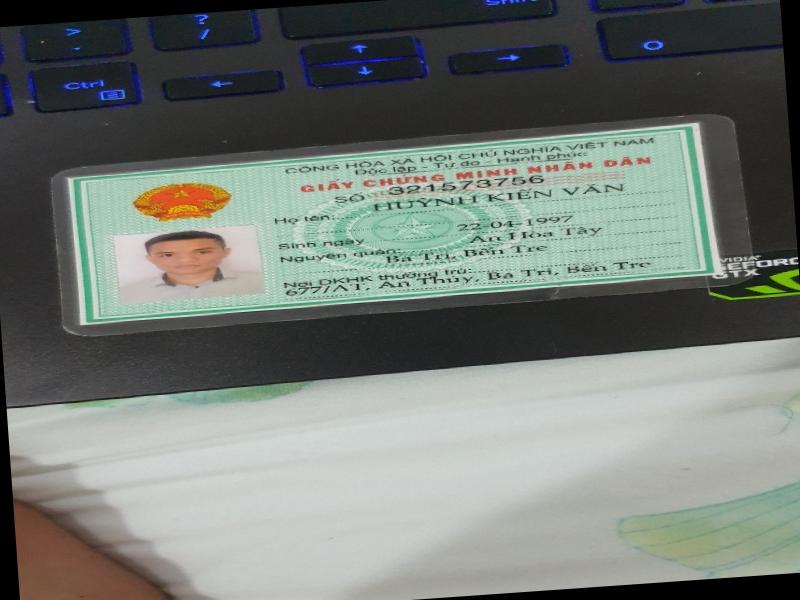 > ? Shift
. /
Ctrl ← ↑ ↓ → O
CỘNG HÒA XÃ HỘI CHỦ NGHĨA VIỆT NAM
Độc lập - Tự do - Hạnh phúc
GIẤY CHỨNG MINH NHÂN DÂN
SỐ 321573756
Họ tên: HUỲNH KIẾN VĂN
Sinh ngày 22-04-1997
Nguyên quán: An Hòa Tây
Ba Tri, Bến Tre
Nơi ĐKHK thường trú:
677/AT, An Thủy, Ba Tri, Bến Tre
NVIDIA
GEFORCE
GTX